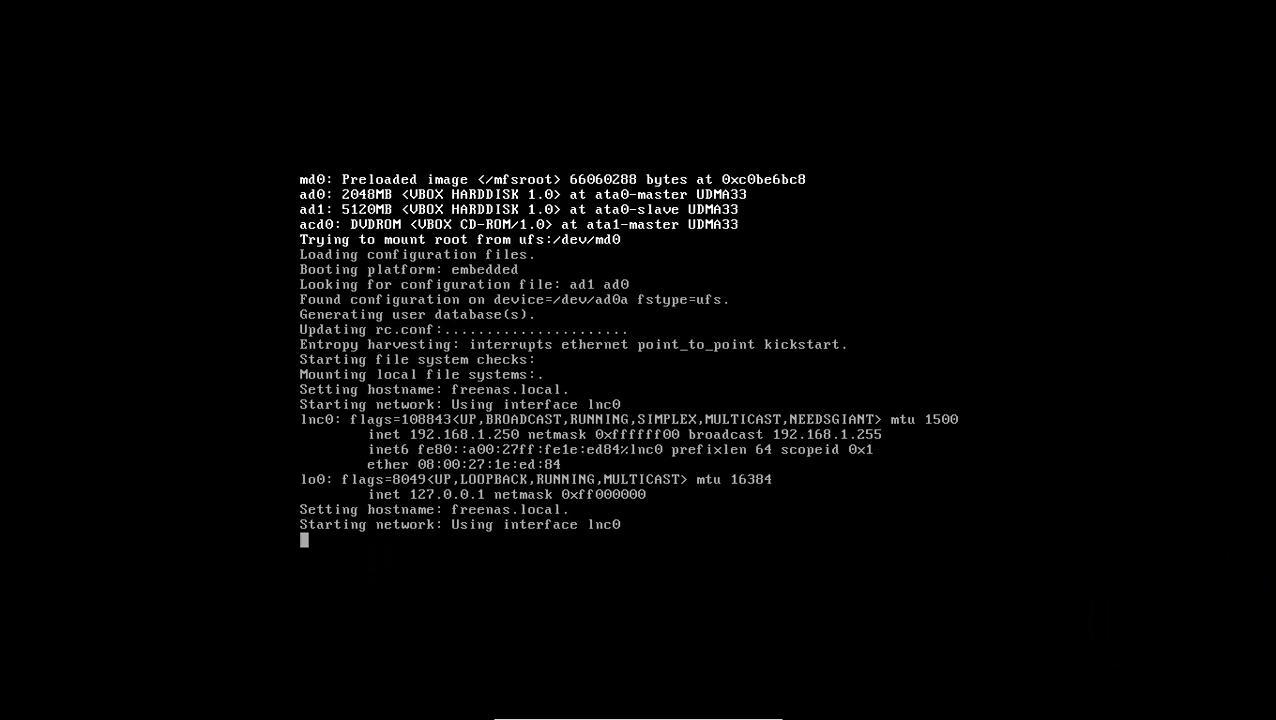 md0: Preloaded image </mfsroot> 66060288 bytes at 0xc0be6bc8
ad0: 2048MB <VBOX HARDDISK 1.0> at ata0-master UDMA33
ad1: 5120MB <VBOX HARDDISK 1.0> at ata0-slave UDMA33
acd0: DVDROM <VBOX CD-ROM/1.0> at ata1-master UDMA33
Trying to mount root from ufs:/dev/md0
Loading configuration files.
Booting platform: embedded
Looking for configuration file: ad1 ad0
Found configuration on device=/dev/ad0a fstype=ufs.
Generating user database(s).
Updating rc.conf:......................
Entropy harvesting: interrupts ethernet point_to_point kickstart.
Starting file system checks:
Mounting local file systems:.
Setting hostname: freenas.local.
Starting network: Using interface lnc0
lnc0: flags=108843<UP,BROADCAST,RUNNING,SIMPLEX,MULTICAST,NEEDSGIANT> mtu 1500
inet 192.168.1.250 netmask 0xffffff00 broadcast 192.168.1.255
inet6 fe80::a00:27ff:fe1e:ed84%lnc0 prefixlen 64 scopeid 0x1
ether 08:00:27:1e:ed:84
lo0: flags=8049<UP,LOOPBACK,RUNNING,MULTICAST> mtu 16384
inet 127.0.0.1 netmask 0xff000000
Setting hostname: freenas.local.
Starting network: Using interface lnc0